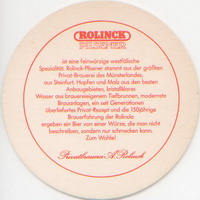 ROLINCK
PILSENER
ist eine feinwürzige westfälische
Spezialität. Rolinck-Pilsener stammt aus der größten
Privat-Brauerei des Münsterlandes,
aus Steinfurt. Hopfen und Malz aus den besten
Anbaugebieten, kristallklares
Wasser aus brauereieigenem Tiefbrunnen, modernste
Brauanlagen, ein seit Generationen
überliefertes Privat-Rezept und die 150jährige
Brauerfahrung der Rolincks
ergeben ein Bier von einer Würze, die man nicht
beschreiben, sondern nur schmecken kann.
Zum Wohle!
Privatbrauerei A. Rolinck